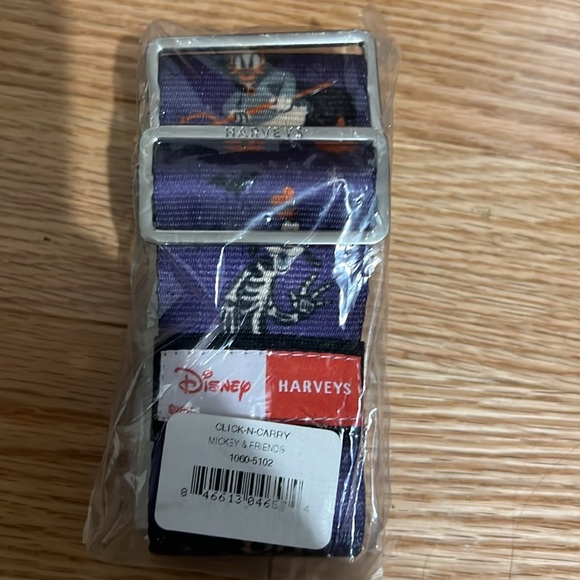 HARVEYS
Disney
HARVEYS
CLICK-N-CARRY
MICKEY & FRIENDS
1060-5102